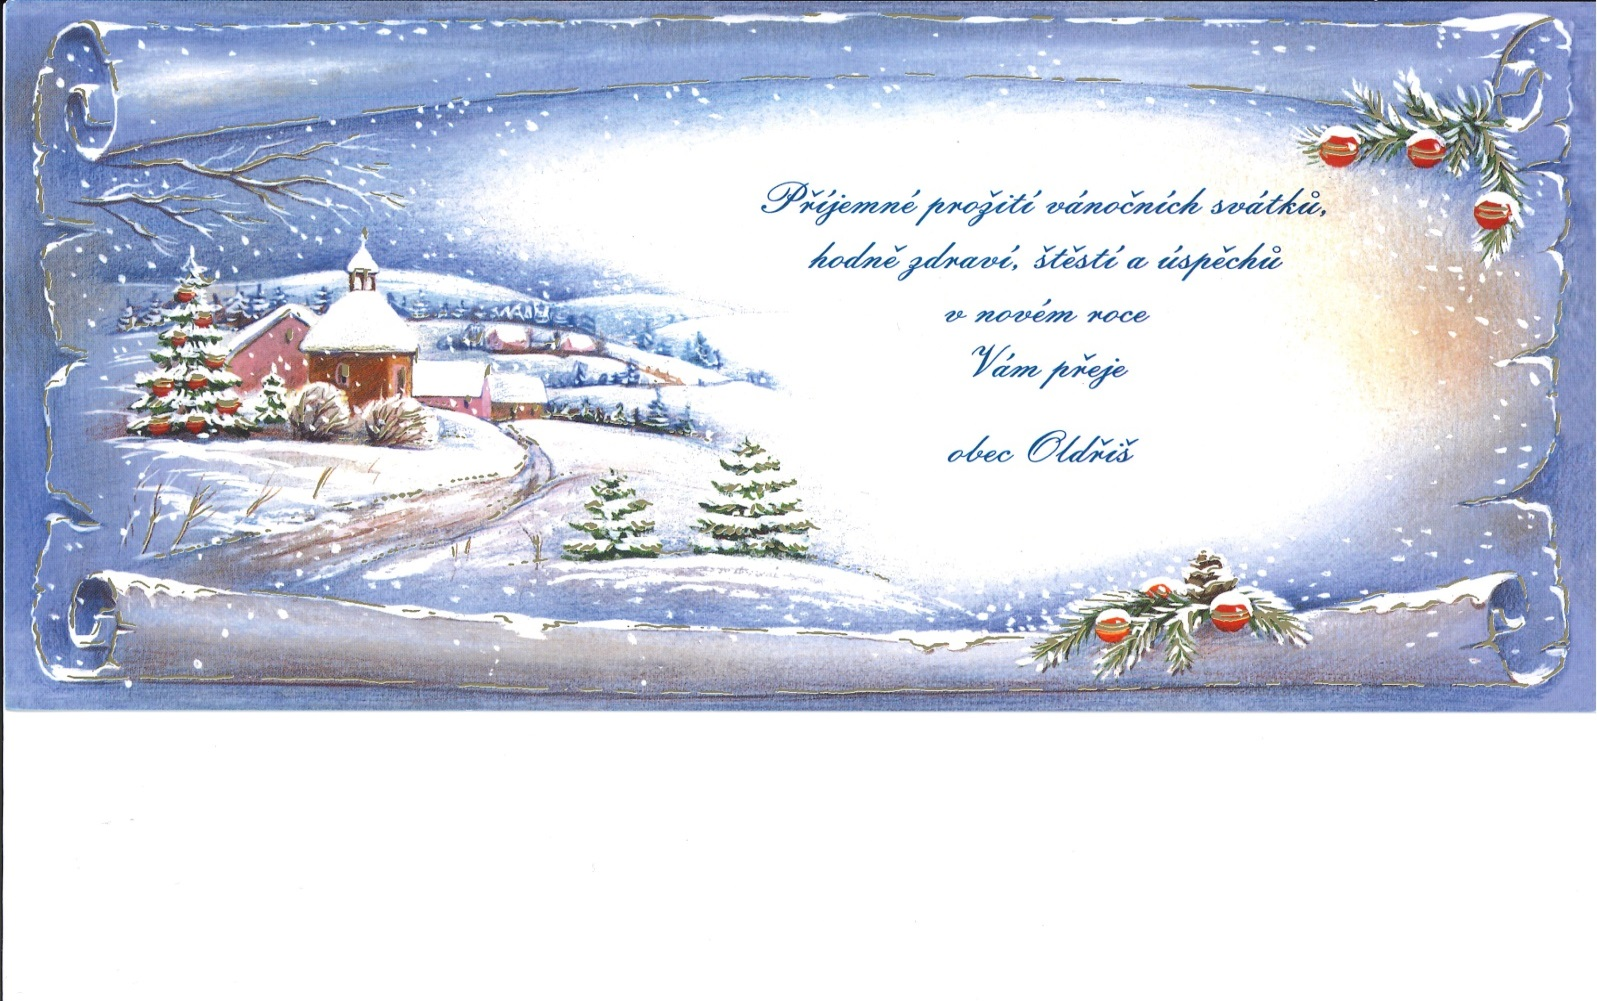 Příjemné prožití vánočních svátků,
hodně zdraví, štěstí a úspěchů
v novém roce
Vám přeje
obec Oldřiš